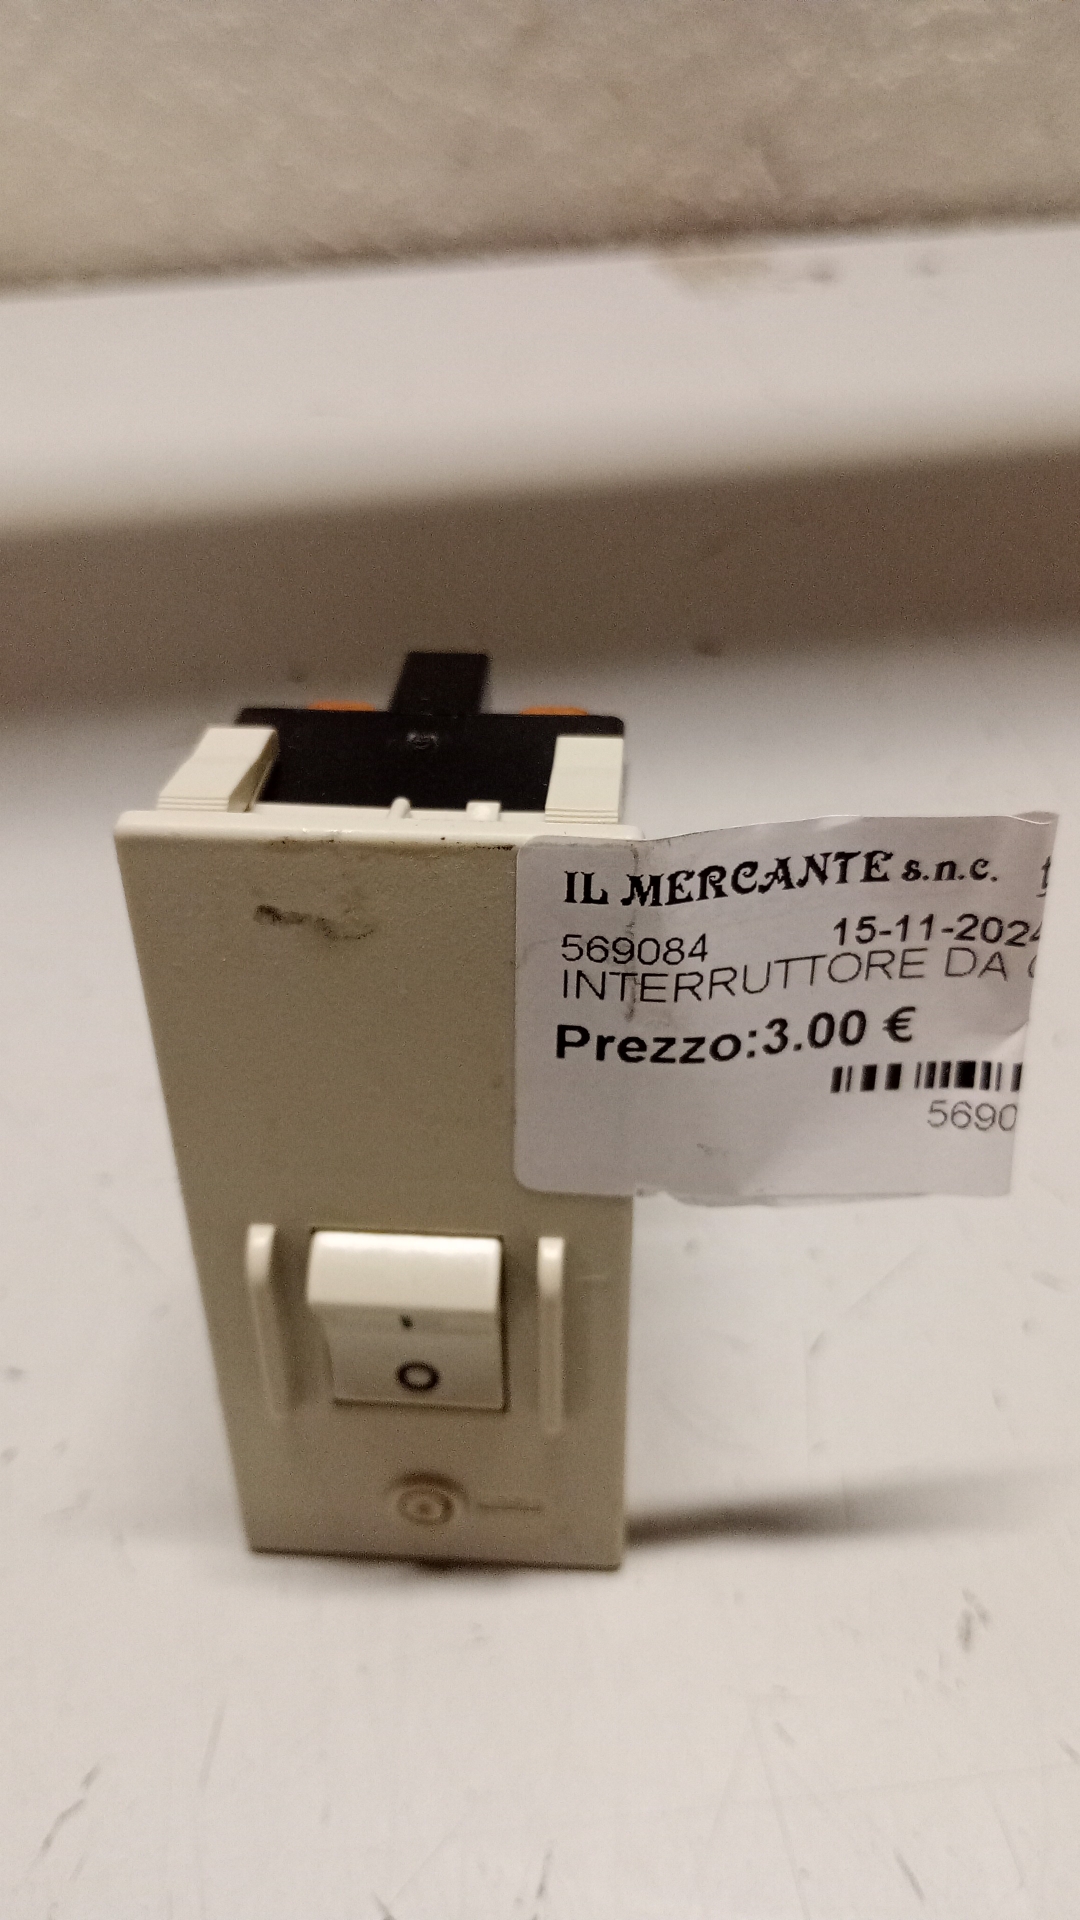 IL MERCANTE s.n.c.
569084 15-11-2024
INTERRUTTORE DA
Prezzo:3.00 €
5690
I
O